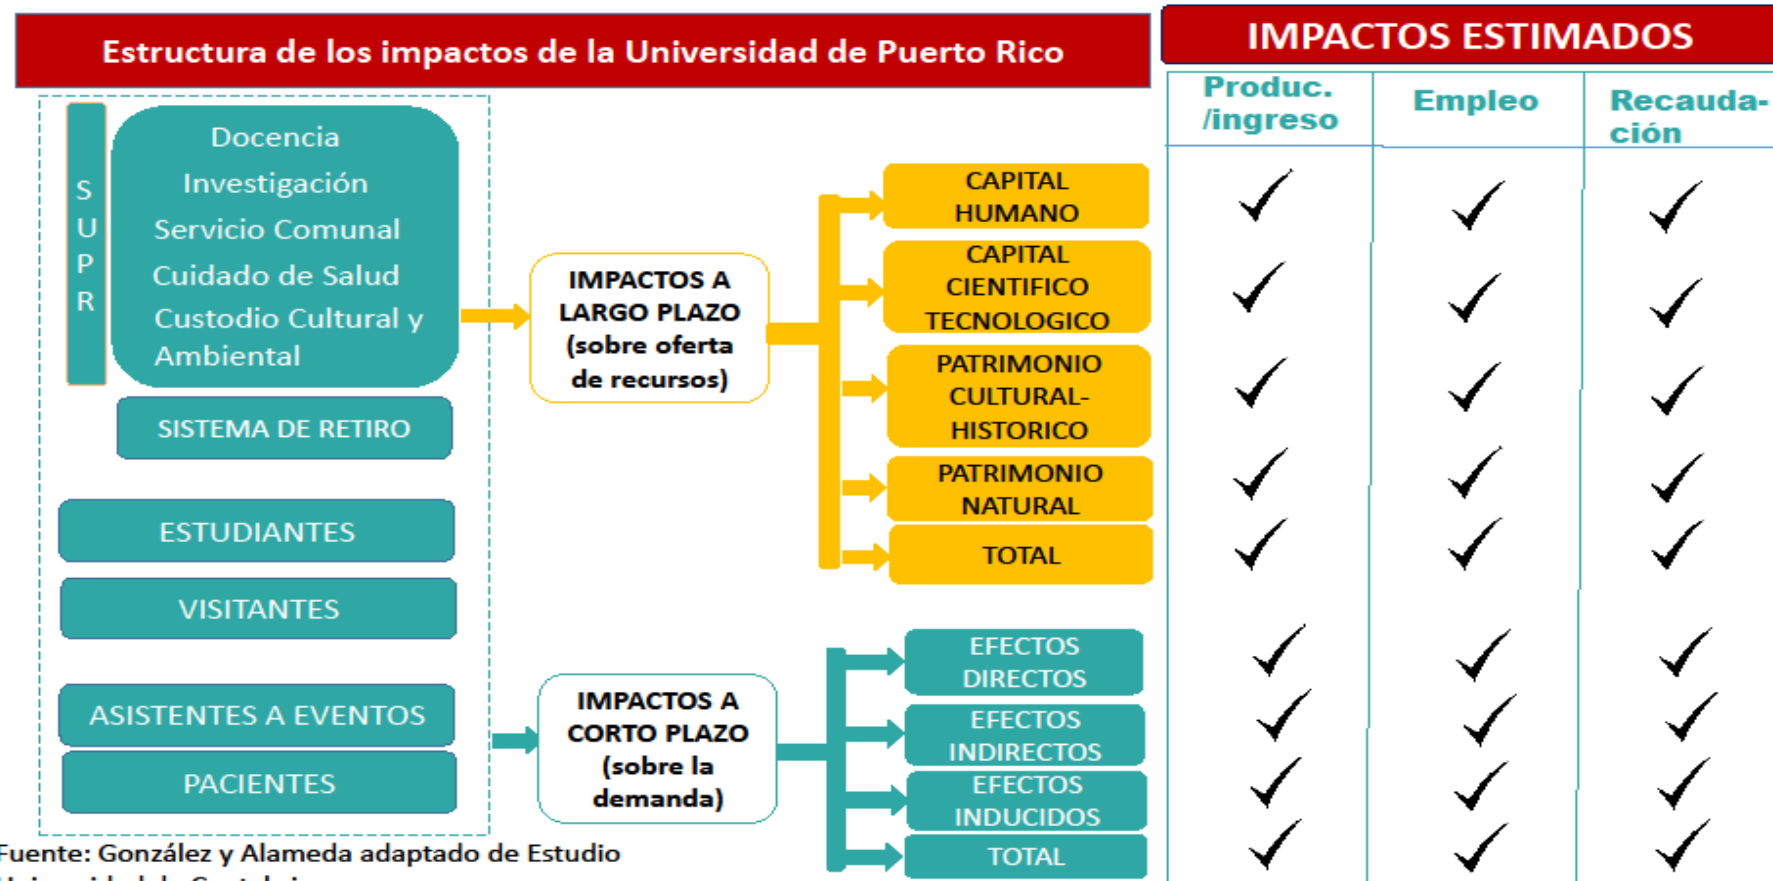 Estructura de los impactos de la Universidad de Puerto Rico
IMPACTOS ESTIMADOS
Produc.
/ingreso
Empleo
Recauda-
ción
S
U
P
R
Docencia
Investigación
Servicio Comunal
Cuidado de Salud
Custodio Cultural y
Ambiental
SISTEMA DE RETIRO
ESTUDIANTES
VISITANTES
ASISTENTES A EVENTOS
PACIENTES
IMPACTOS A
LARGO PLAZO
(sobre oferta
de recursos)
CAPITAL
HUMANO
CAPITAL
CIENTIFICO
TECNOLOGICO
PATRIMONIO
CULTURAL-
HISTORICO
PATRIMONIO
NATURAL
TOTAL
IMPACTOS A
CORTO PLAZO
(sobre la
demanda)
EFECTOS
DIRECTOS
EFECTOS
INDIRECTOS
EFECTOS
INDUCIDOS
TOTAL
Fuente: González y Alameda adaptado de Estudio